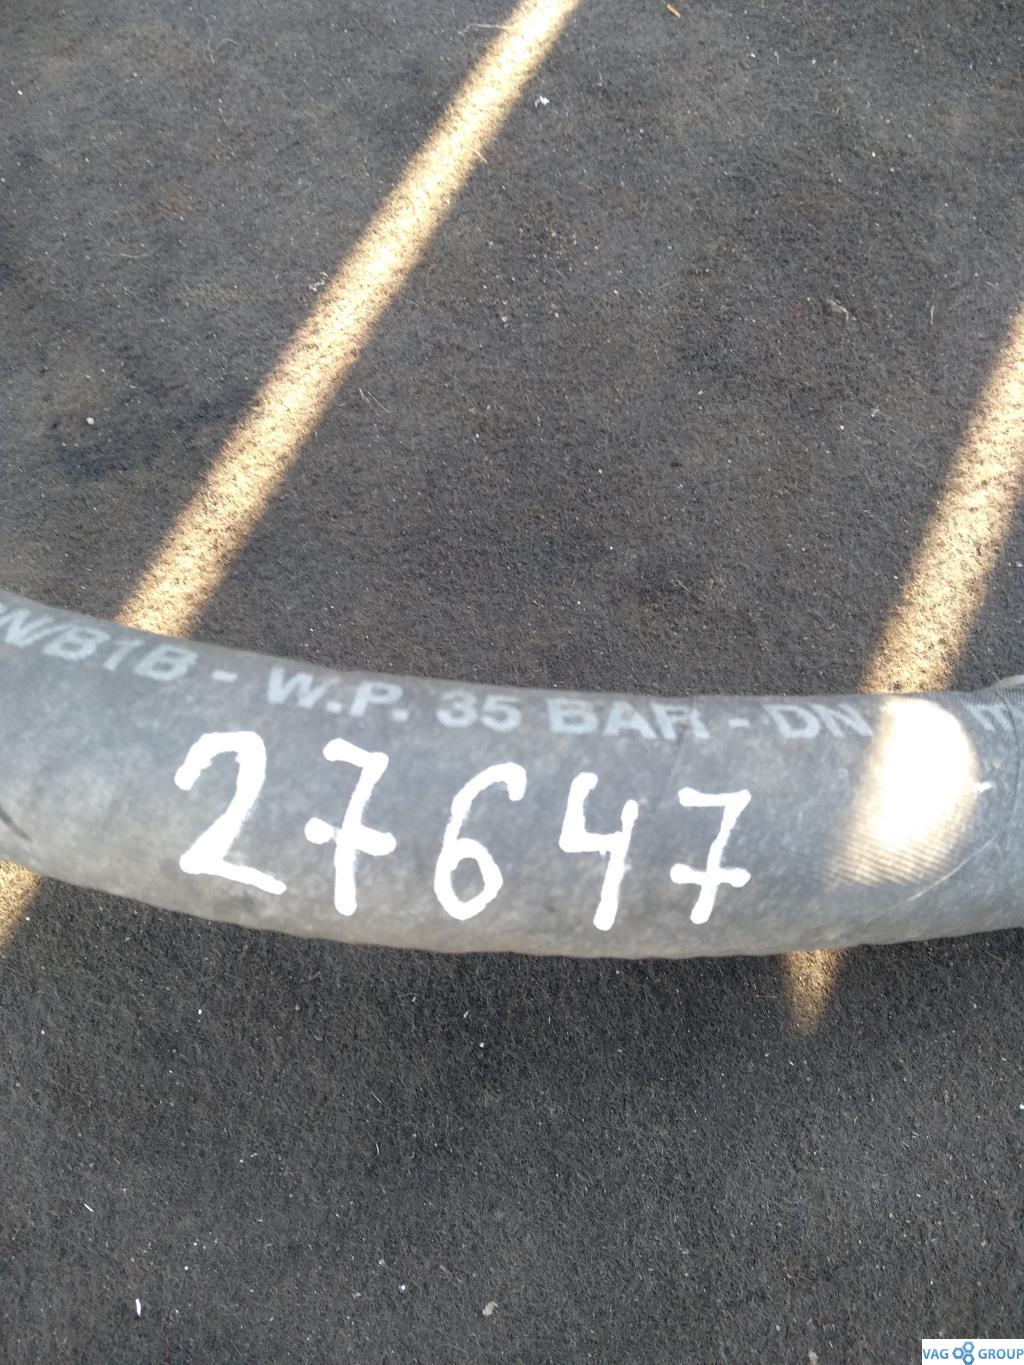 W.P. 35 BAR - DN
27647
VAG GROUP